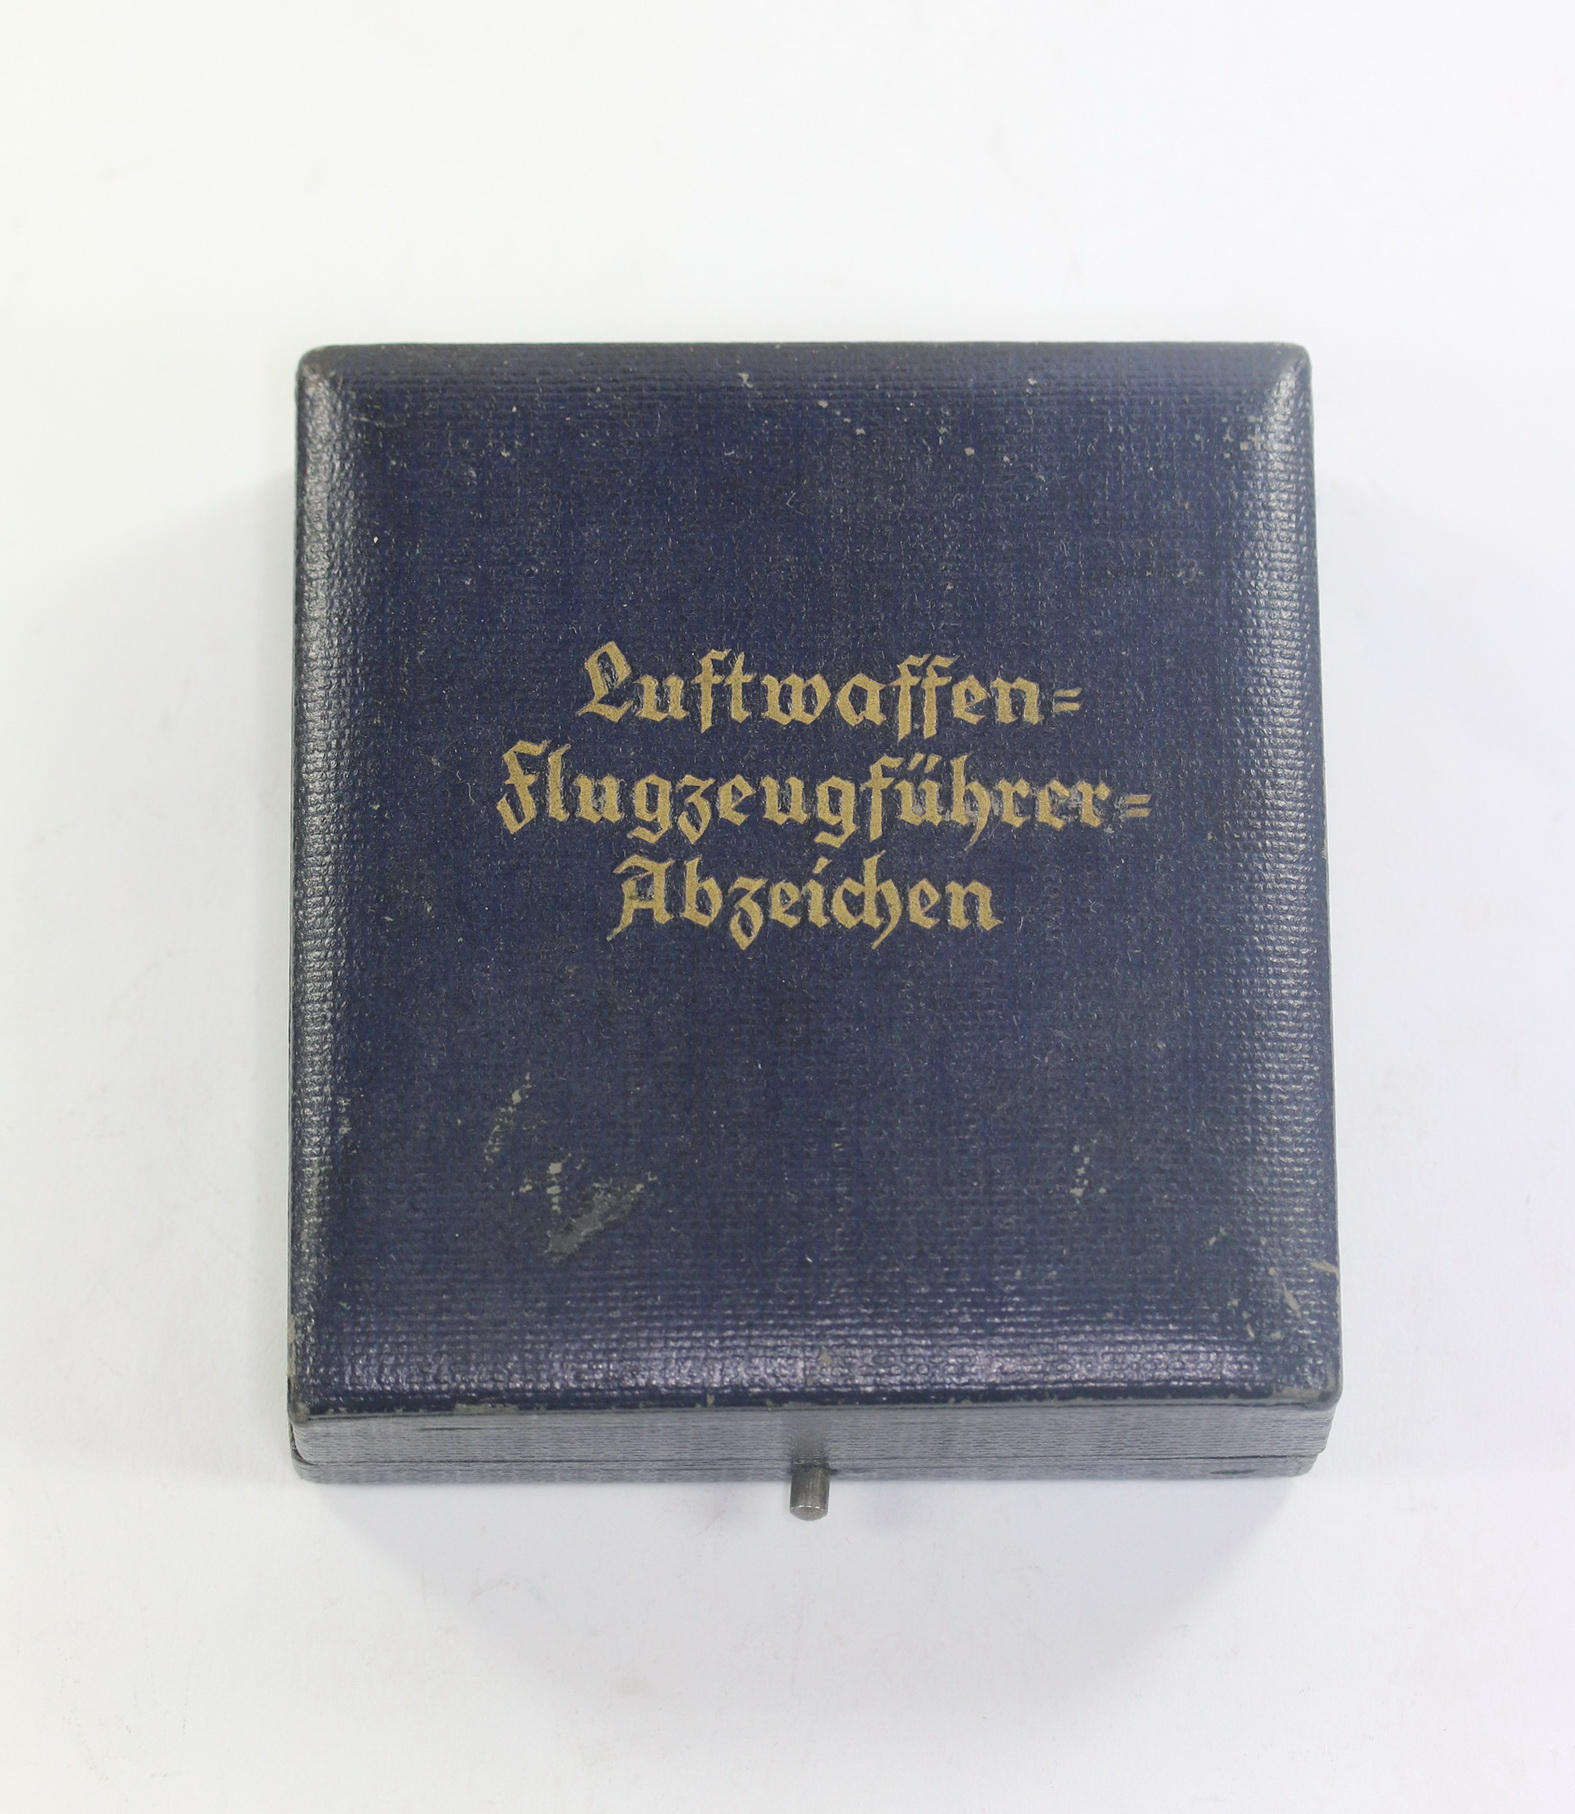 Luftwaffen=
Flugzeugführer=
Abzeichen